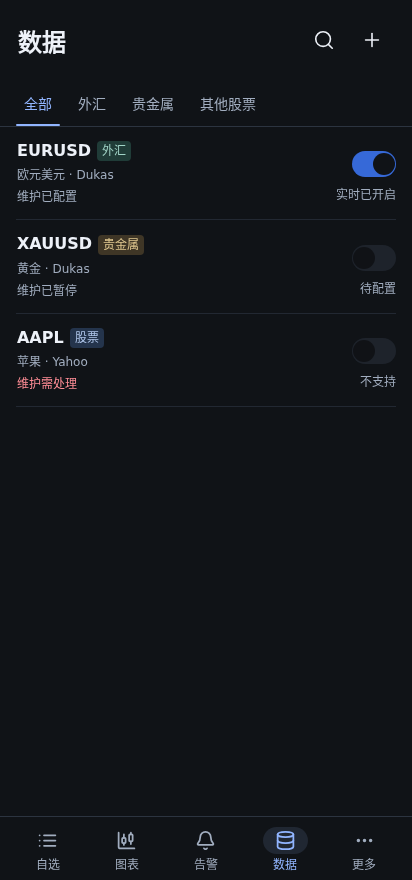 数据
全部 外汇 贵金属 其他股票
EURUSD 外汇
欧元美元 · Dukas
维护已配置
实时已开启
XAUUSD 贵金属
黄金 · Dukas
维护已暂停
待配置
AAPL 股票
苹果 · Yahoo
维护需处理
不支持
自选 图表 告警 数据 更多